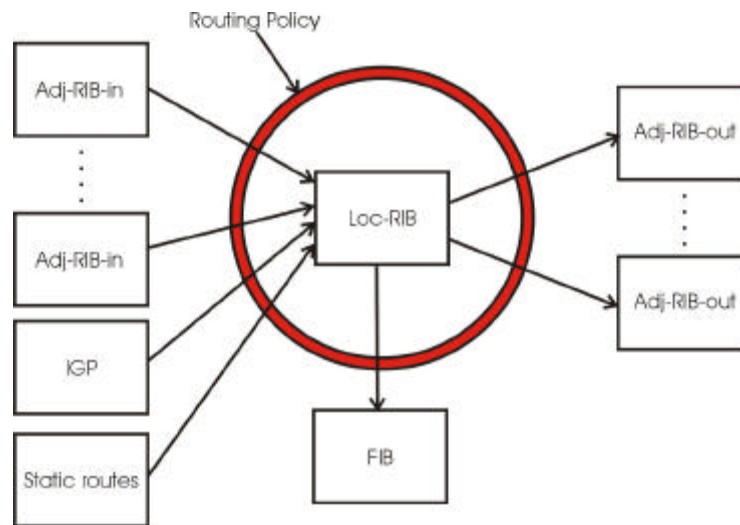 Routing Policy
Adj-RIB-in
Adj-RIB-out
Loc-RIB
Adj-RIB-in
Adj-RIB-out
IGP
FIB
Static routes